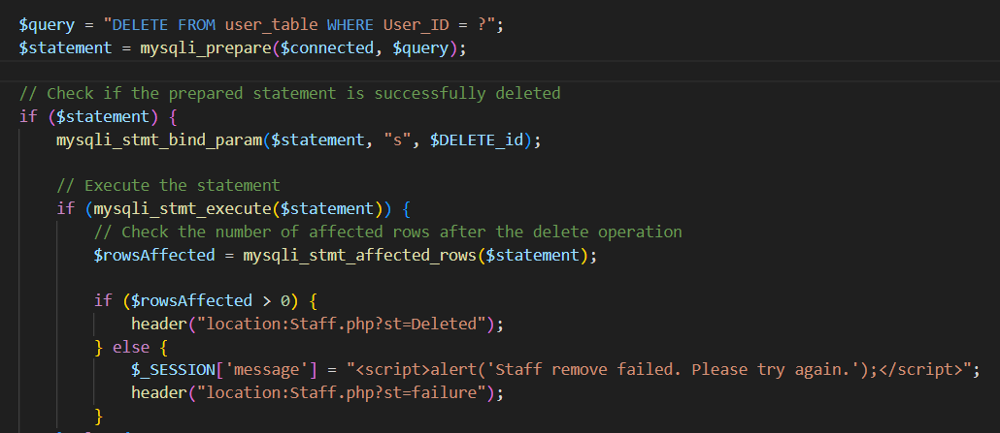 $query = "DELETE FROM user_table WHERE User_ID = ?";
$statement = mysqli_prepare($connected, $query);
// Check if the prepared statement is successfully deleted
if ($statement) {
mysqli_stmt_bind_param($statement, "s", $DELETE_id);
// Execute the statement
if (mysqli_stmt_execute($statement)) {
// Check the number of affected rows after the delete operation
$rowsAffected = mysqli_stmt_affected_rows($statement);
if ($rowsAffected > 0) {
header("location:Staff.php?st=Deleted");
} else {
$_SESSION['message'] = "<script>alert('Staff remove failed. Please try again.');</script>";
header("location:Staff.php?st=failure");
}